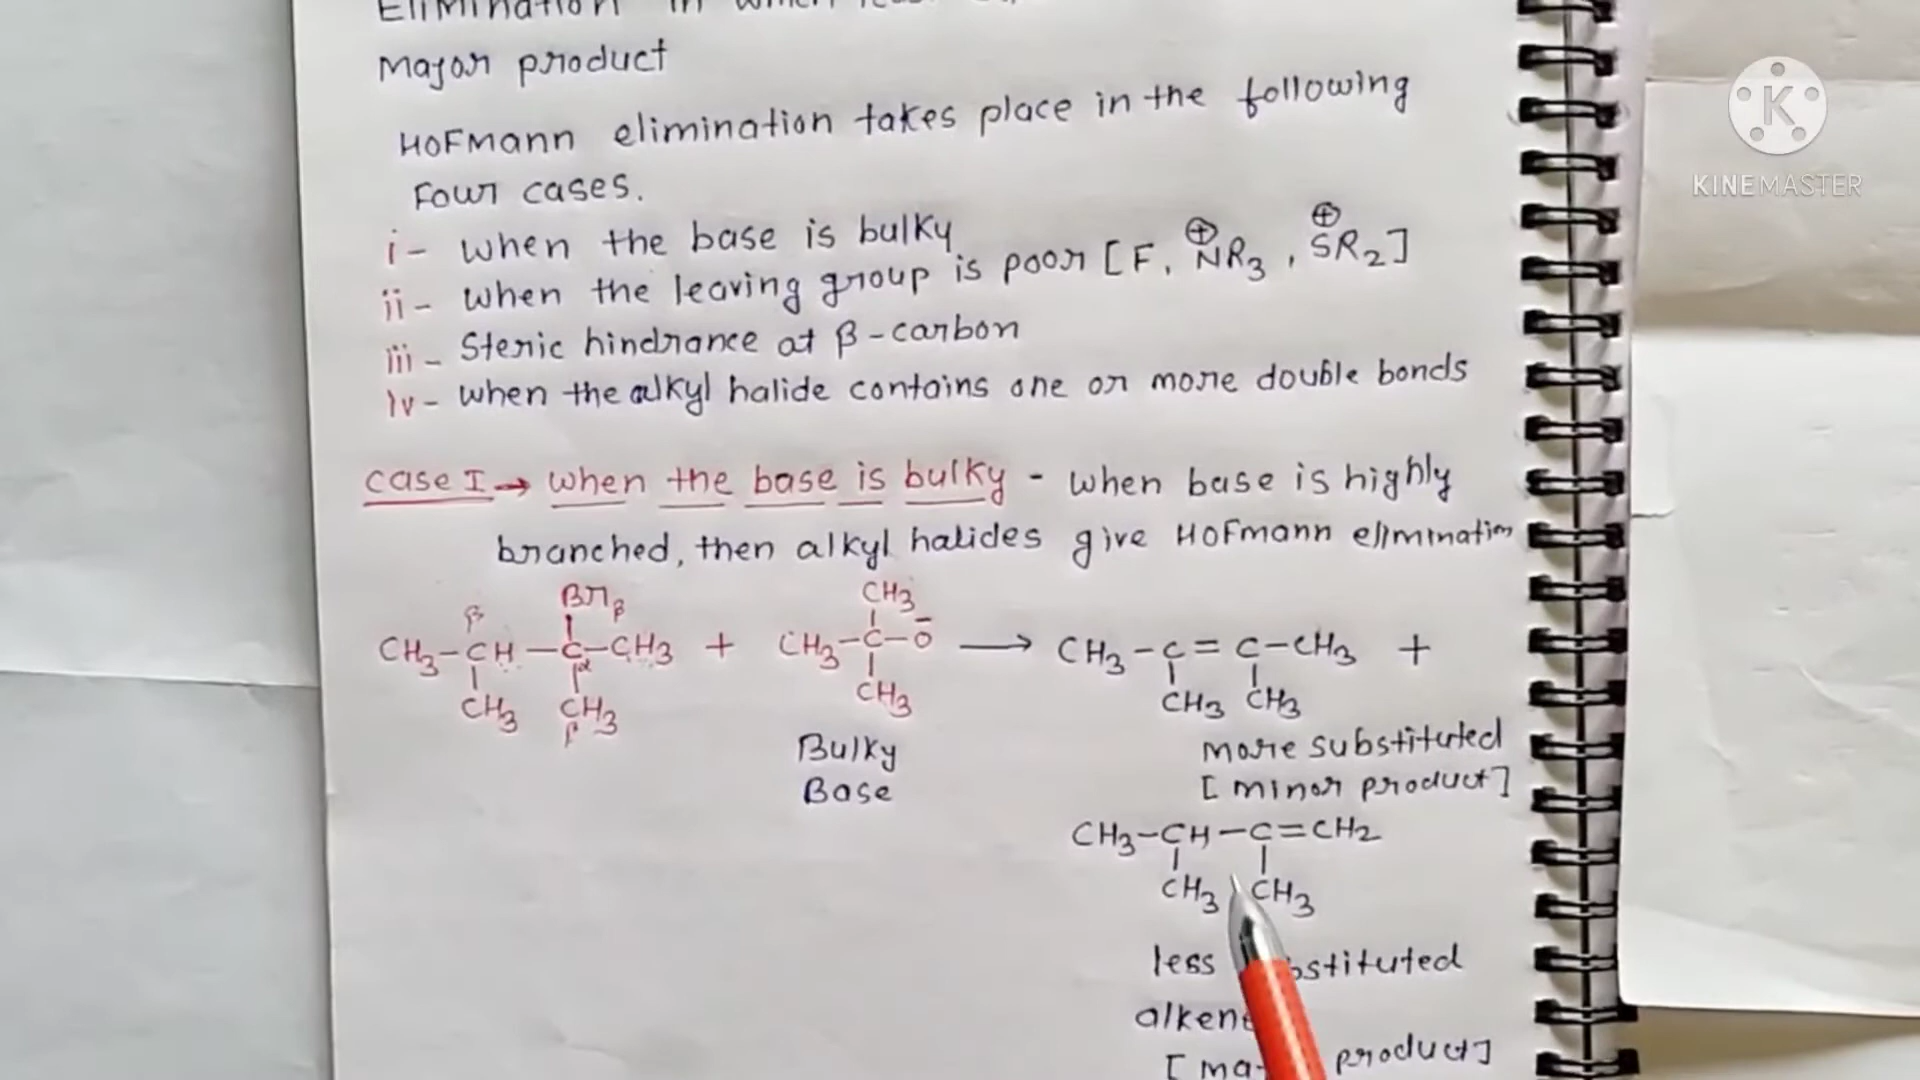 Elimination in which
Major product
HOFMann elimination takes place in the following
Four cases.
i- when the base is bulky
ii- when the leaving group is poor [F, ⊕NR3, ⊕SR2]
iii- Steric hindrance at β-carbon
iv- when the alkyl halide contains one or more double bonds
case I → when the base is bulky - when base is highly
branched, then alkyl halides give HOFmann elimination
Br β CH3
β
CH3-CH-C-CH3 + CH3-C-O⁻ → CH3-C=C-CH3 +
α
CH3 CH3 CH3 CH3 CH3
β
Bulky
Base
more substituted
[minor product]
CH3-CH-C=CH2
CH3 CH3
less
alkene
product]
KINEMASTER